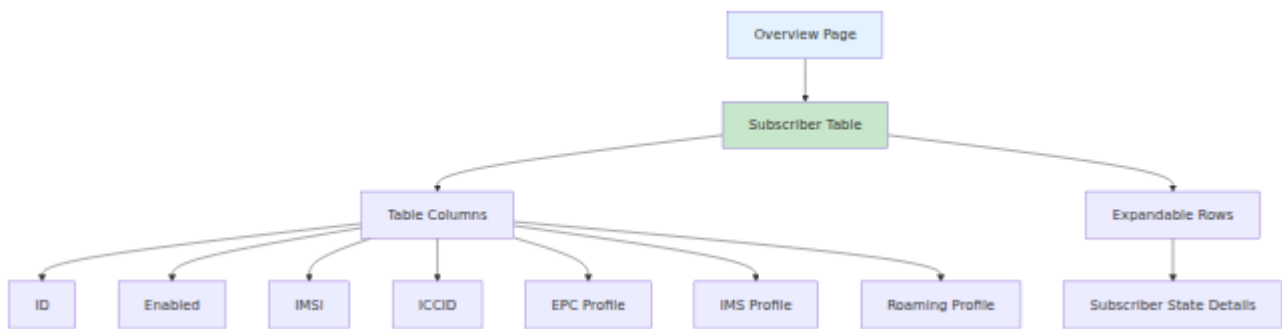 Overview Page
Subscriber Table
Table Columns
Expandable Rows
ID
Enabled
IMSI
ICCID
EPC Profile
IMS Profile
Roaming Profile
Subscriber State Details